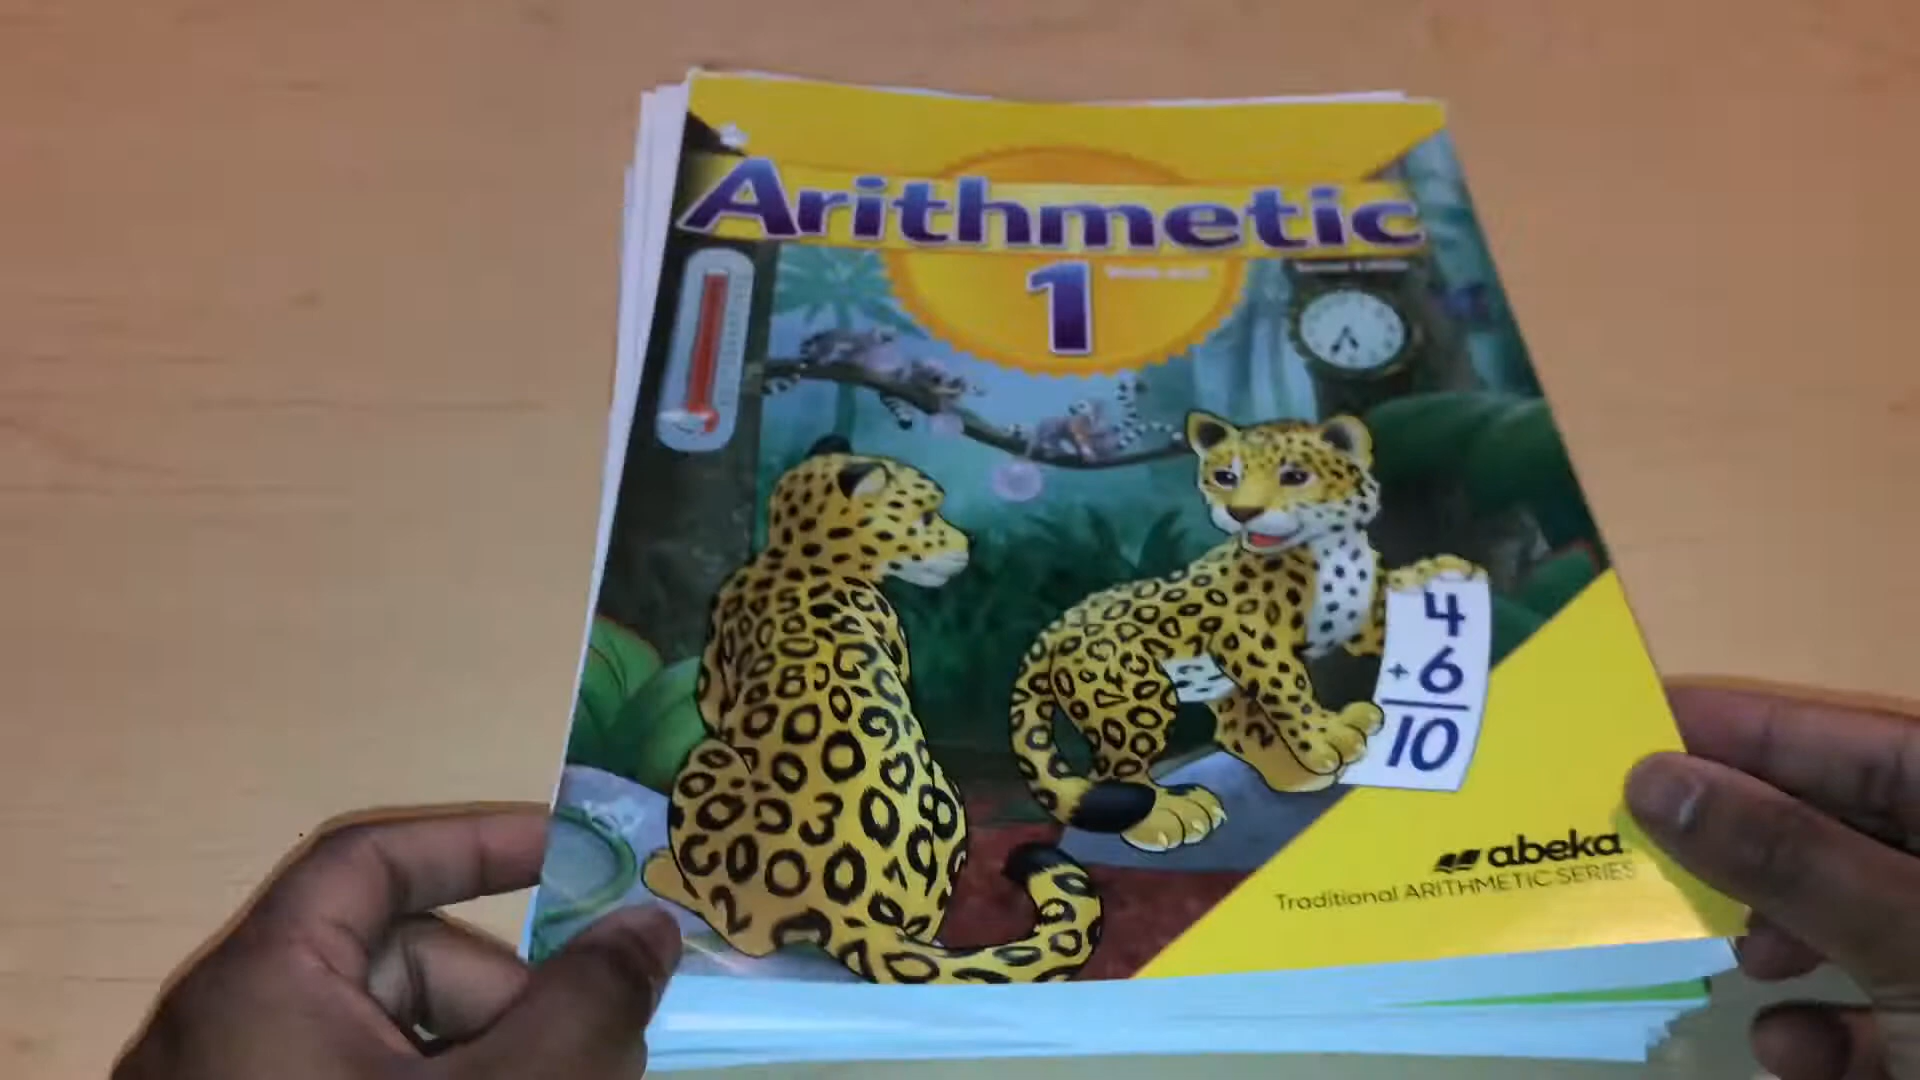 Arithmetic
1
4
+ 6
10
abeka
Traditional ARITHMETIC SERIES